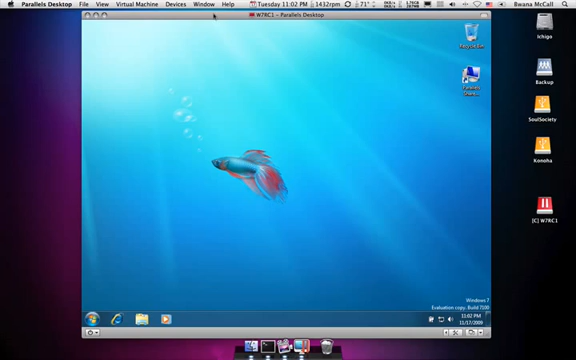 Parallels Desktop File Edit View Virtual Machine Devices Window Help Tuesday 11:02 PM 1432rpm 71° Bwana McCall
W7RC1 - Parallels Desktop
Recycle Bin
Parallels
Ichigo
Backup
SoulSociety
Konoha
[C] W7RC1
Windows 7
Evaluation copy. Build 7100
11:02 PM
11/17/2009